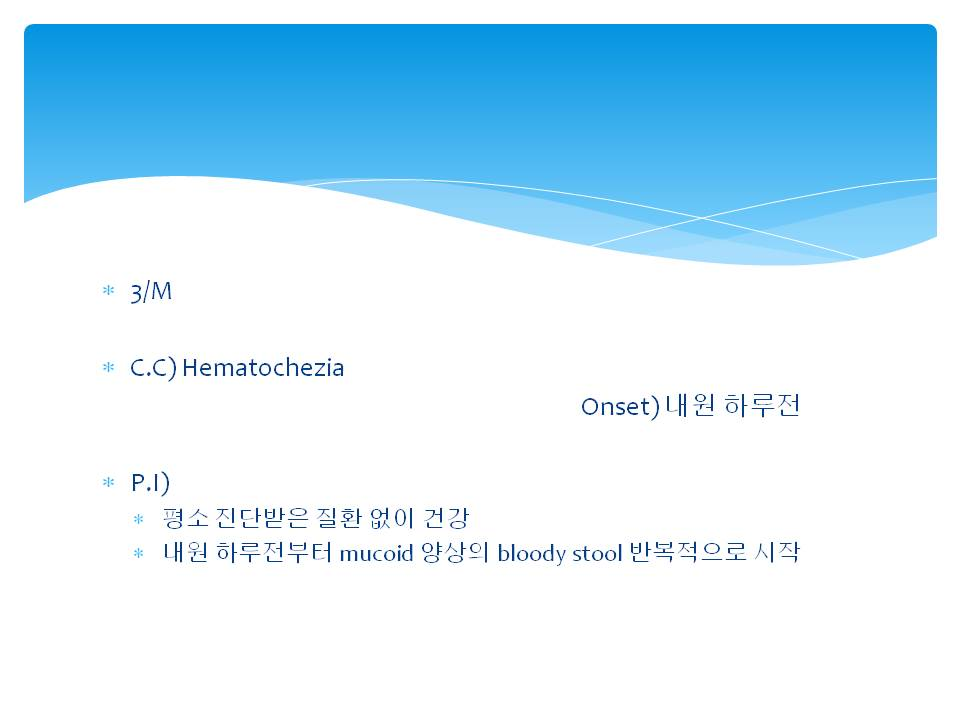 * 3/M
* C.C) Hematochezia
Onset) 내원 하루전
* P.I)
* 평소 진단받은 질환 없이 건강
* 내원 하루전부터 mucoid 양상의 bloody stool 반복적으로 시작